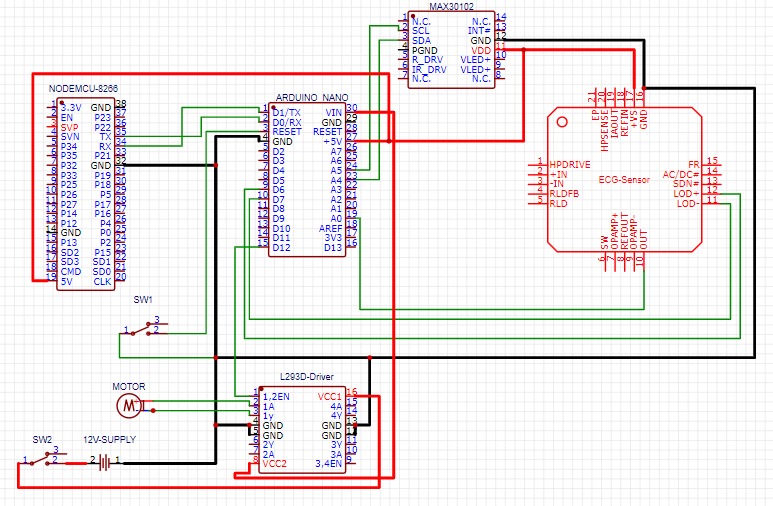 MAX30102
1 N.C. N.C. 14
2 SCL INT# 13
3 SDA GND 12
4 PGND VDD 11
5 R_DRV VLED+ 10
6 IR_DRV VLED+ 9
7 N.C. N.C. 8
NODEMCU-8266
1 3.3V GND 38
2 EN P23 37
3 SVP P22 36
4 SVN TX 35
5 P34 RX 34
6 P35 P21 33
7 P32 GND 32
8 P33 P19 31
9 P25 P18 30
10 P26 P5 29
11 P27 P17 28
12 P14 P16 27
13 P12 P4 26
14 GND P0 25
15 P13 P2 24
16 SD2 P15 23
17 SD3 SD1 22
18 CMD SD0 21
19 5V CLK 20
ARDUINO_NANO
1 D1/TX VIN 30
2 D0/RX GND 29
3 RESET RESET 28
4 GND +5V 27
5 D2 A7 26
6 D3 A6 25
7 D4 A5 24
8 D5 A4 23
9 D6 A3 22
10 D7 A2 21
11 D8 A1 20
12 D9 A0 19
13 D10 AREF 18
14 D11 3V3 17
15 D12 D13 16
21 20 19 18 17 16
EP HPSENSE IAOUT REFIN +VS GND
1 HPDRIVE FR 15
2 +IN AC/DC# 14
3 -IN SDN# 13
4 RLDFB LOD+ 12
5 RLD LOD- 11
ECG-Sensor
SW OPAMP+ REFOUT OPAMP- OUT
6 7 8 9 10
SW1
1 3
2
L293D-Driver
1 1,2EN VCC1 16
2 1A 4A 15
3 1y 4Y 14
4 GND GND 13
5 GND GND 12
6 2Y 3Y 11
7 2A 3A 10
8 VCC2 3,4EN 9
MOTOR
M
SW2
1 3
2
12V-SUPPLY
2 1